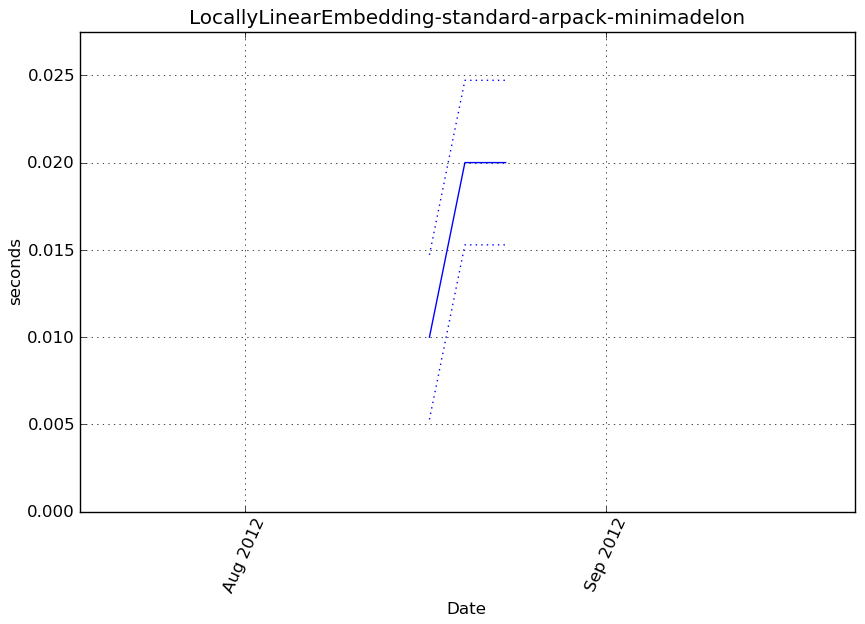 LocallyLinearEmbedding-standard-arpack-minimadelon
0.025
0.020
0.015
0.010
0.005
0.000
seconds
Aug 2012
Sep 2012
Date